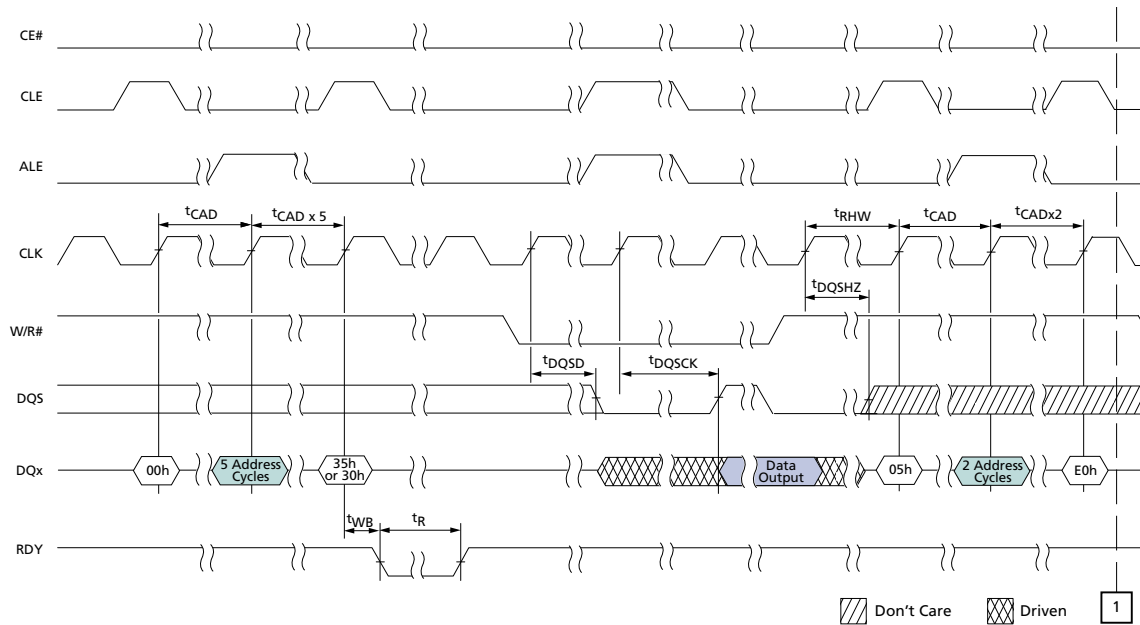 CE#
CLE
ALE
tCAD
tCAD x 5
tRHW
tCAD
tCADx2
CLK
tDQSHZ
W/R#
tDQSD
tDQSCK
DQS
DQx
00h
5 Address
Cycles
35h
or 30h
Data
Output
05h
2 Address
Cycles
E0h
tWB
tR
RDY
Don't Care
Driven
1